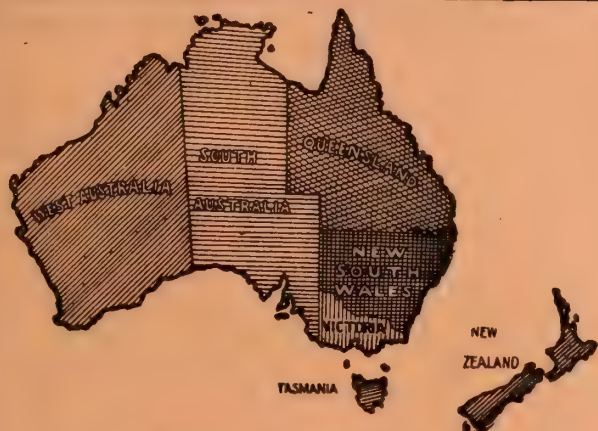 SOUTH
QUEENSLAND
WEST AUSTRALIA
AUSTRALIA
NEW
SOUTH
WALES
VICTORIA
NEW
ZEALAND
TASMANIA